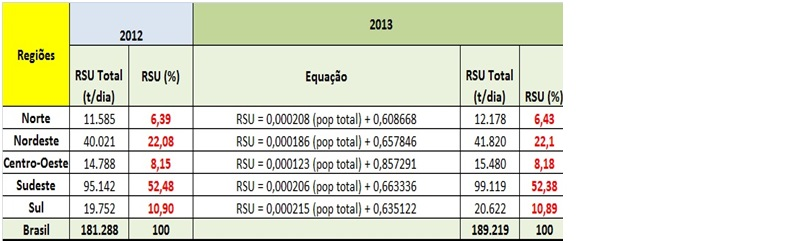 Regiões 2012 2013
RSU Total (t/dia) RSU (%) Equação RSU Total (t/dia) RSU (%)
Norte 11.585 6,39 RSU = 0,000208 (pop total) + 0,608668 12.178 6,43
Nordeste 40.021 22,08 RSU = 0,000186 (pop total) + 0,657846 41.820 22,1
Centro-Oeste 14.788 8,15 RSU = 0,000123 (pop total) + 0,857291 15.480 8,18
Sudeste 95.142 52,48 RSU = 0,000206 (pop total) + 0,663336 99.119 52,38
Sul 19.752 10,90 RSU = 0,000215 (pop total) + 0,635122 20.622 10,89
Brasil 181.288 100 189.219 100